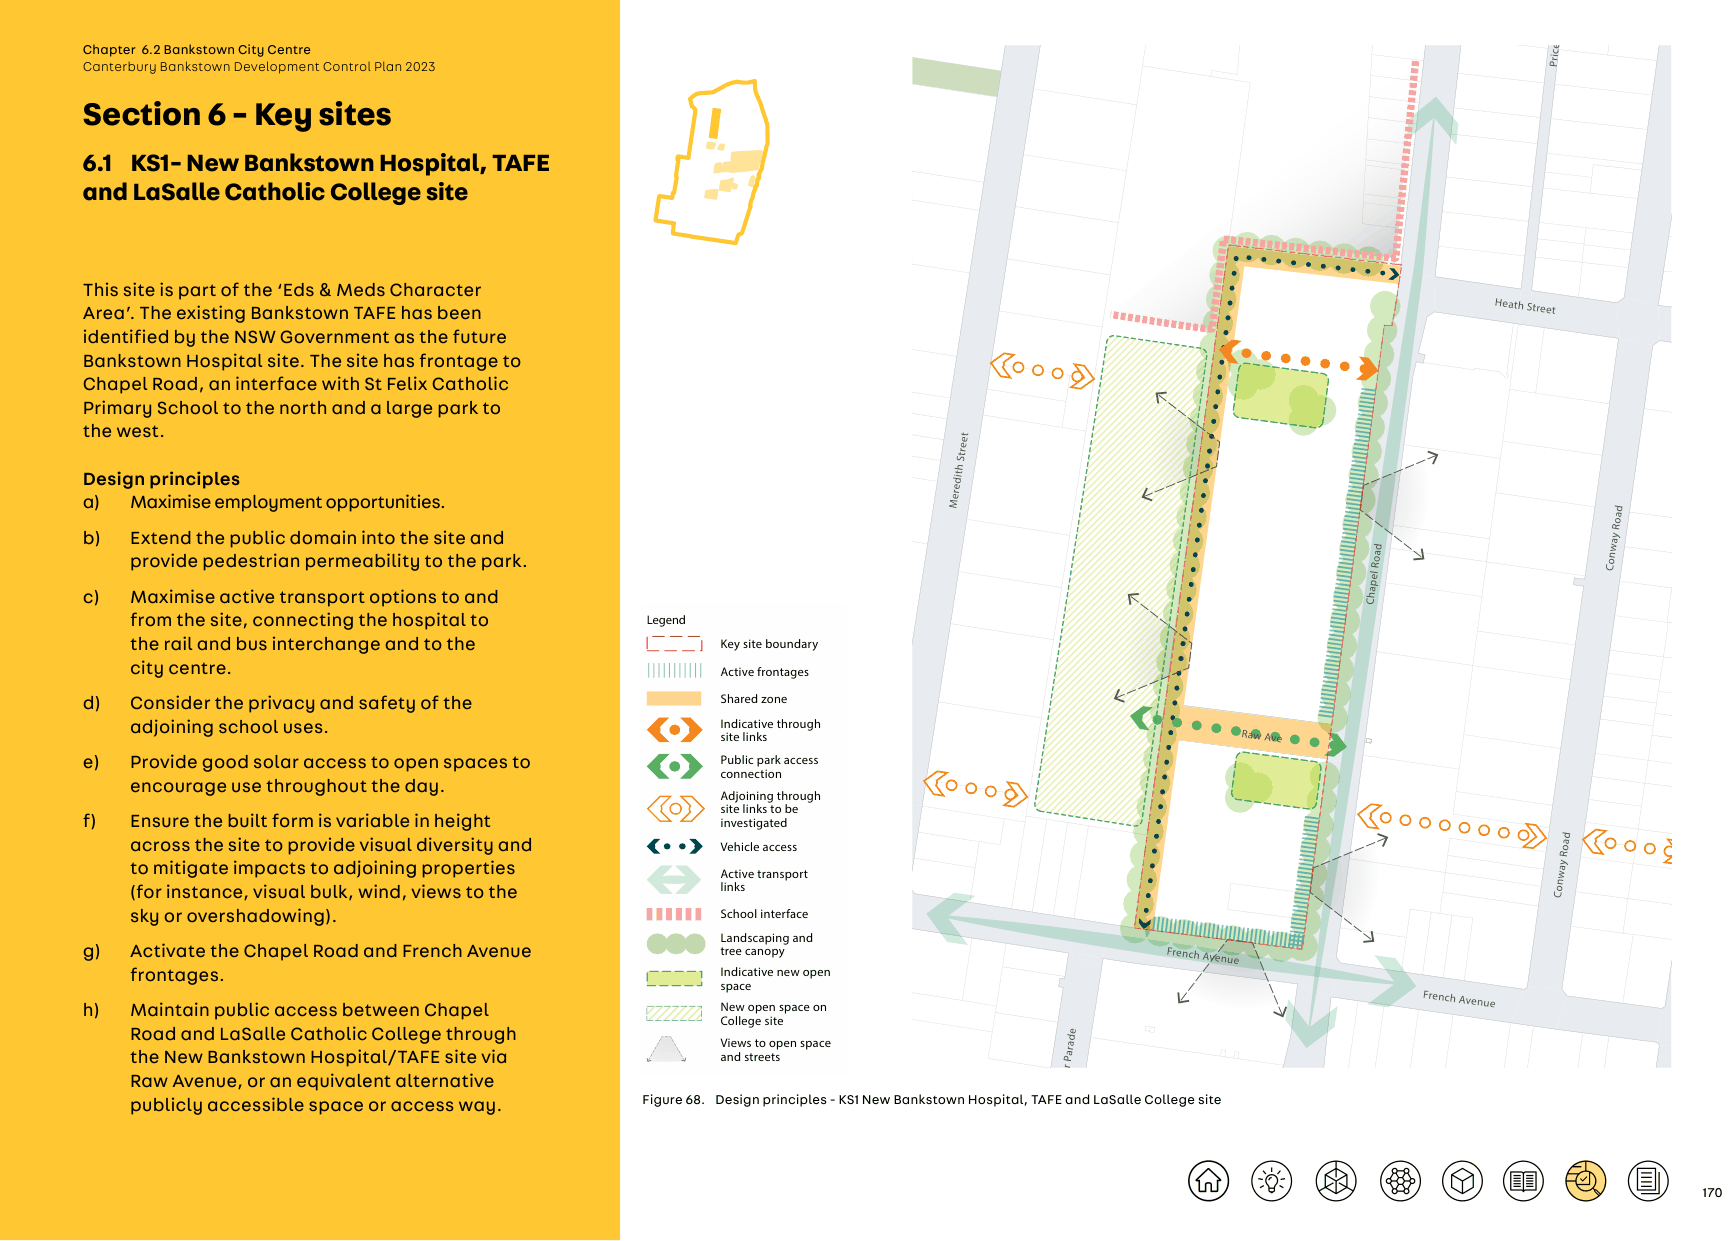 Chapter 6.2 Bankstown City Centre
Canterbury Bankstown Development Control Plan 2023
Section 6 – Key sites
6.1 KS1– New Bankstown Hospital, TAFE
and LaSalle Catholic College site
This site is part of the ‘Eds & Meds Character
Area’. The existing Bankstown TAFE has been
identified by the NSW Government as the future
Bankstown Hospital site. The site has frontage to
Chapel Road, an interface with St Felix Catholic
Primary School to the north and a large park to
the west.
Design principles
a) Maximise employment opportunities.
b) Extend the public domain into the site and
provide pedestrian permeability to the park.
c) Maximise active transport options to and
from the site, connecting the hospital to
the rail and bus interchange and to the
city centre.
d) Consider the privacy and safety of the
adjoining school uses.
e) Provide good solar access to open spaces to
encourage use throughout the day.
f) Ensure the built form is variable in height
across the site to provide visual diversity and
to mitigate impacts to adjoining properties
(for instance, visual bulk, wind, views to the
sky or overshadowing).
g) Activate the Chapel Road and French Avenue
frontages.
h) Maintain public access between Chapel
Road and LaSalle Catholic College through
the New Bankstown Hospital/TAFE site via
Raw Avenue, or an equivalent alternative
publicly accessible space or access way.
Legend
Key site boundary
Active frontages
Shared zone
Indicative through
site links
Public park access
connection
Adjoining through
site links to be
investigated
Vehicle access
Active transport
links
School interface
Landscaping and
tree canopy
Indicative new open
space
New open space on
College site
Views to open space
and streets
Price
Heath Street
Meredith Street
Conway Road
Chapel Road
Raw Ave
Conway Road
French Avenue
French Avenue
r Parade
Figure 68. Design principles - KS1 New Bankstown Hospital, TAFE and LaSalle College site
170